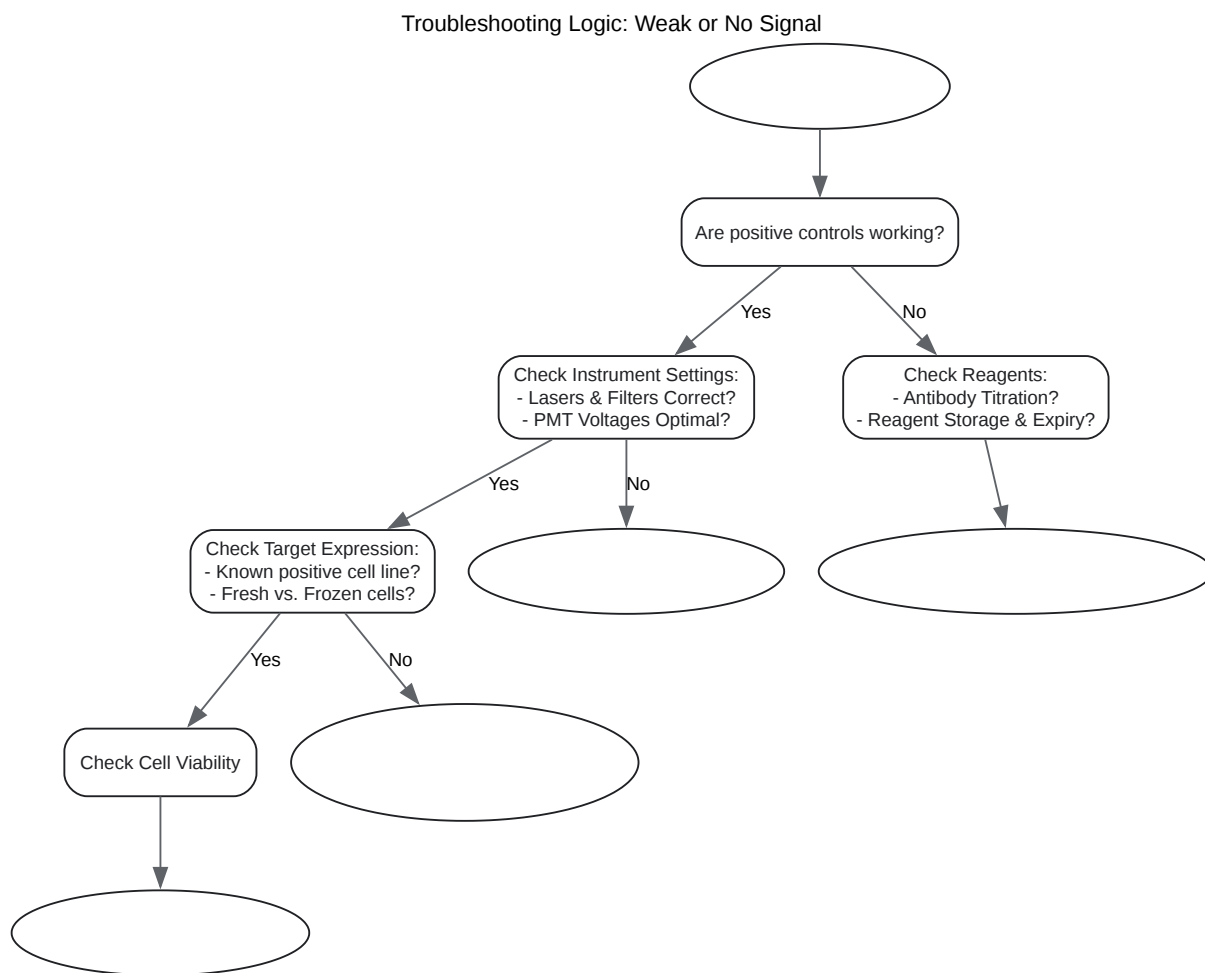 Troubleshooting Logic: Weak or No Signal
Are positive controls working?
Yes
No
Check Instrument Settings:
- Lasers & Filters Correct?
- PMT Voltages Optimal?
Check Reagents:
- Antibody Titration?
- Reagent Storage & Expiry?
Yes
No
Check Target Expression:
- Known positive cell line?
- Fresh vs. Frozen cells?
Yes
No
Check Cell Viability